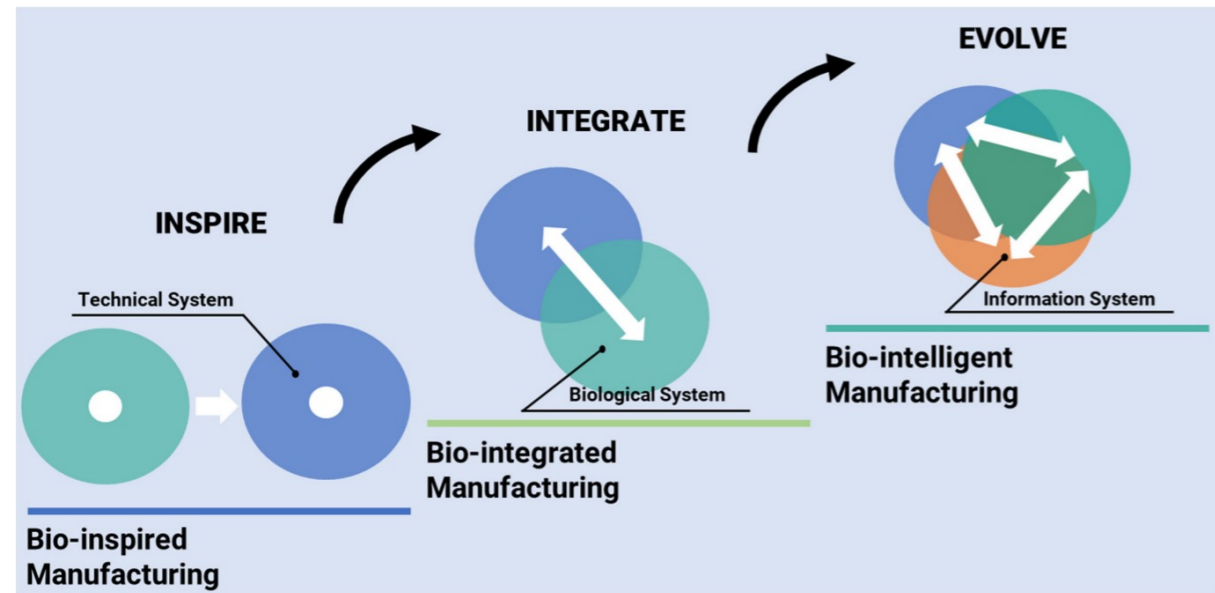 EVOLVE
INTEGRATE
INSPIRE
Technical System
Information System
Biological System
Bio-intelligent
Manufacturing
Bio-integrated
Manufacturing
Bio-inspired
Manufacturing